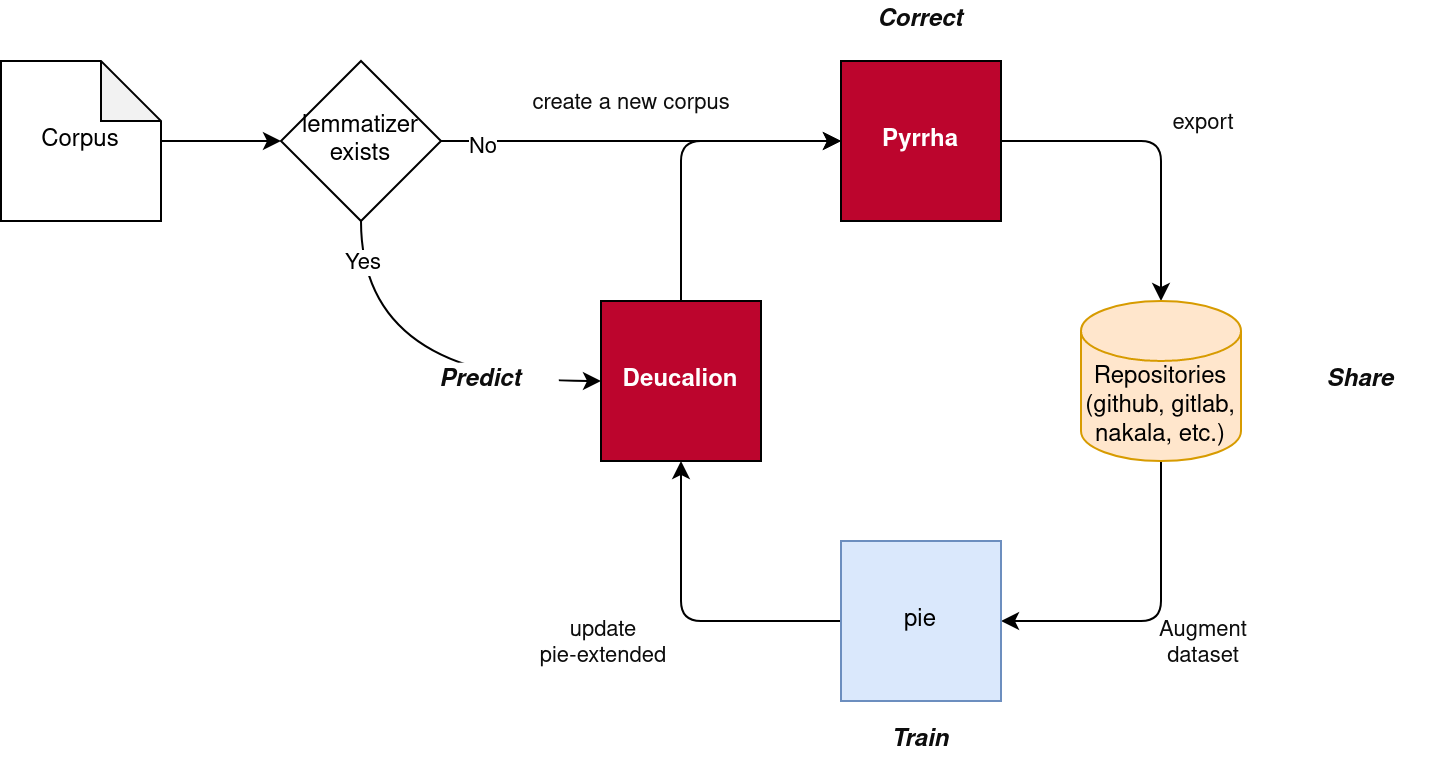 Correct
create a new corpus
export
Corpus
lemmatizer
exists
No
Pyrrha
Yes
Predict
Deucalion
Repositories
(github, gitlab,
nakala, etc.)
Share
pie
update
pie-extended
Augment
dataset
Train